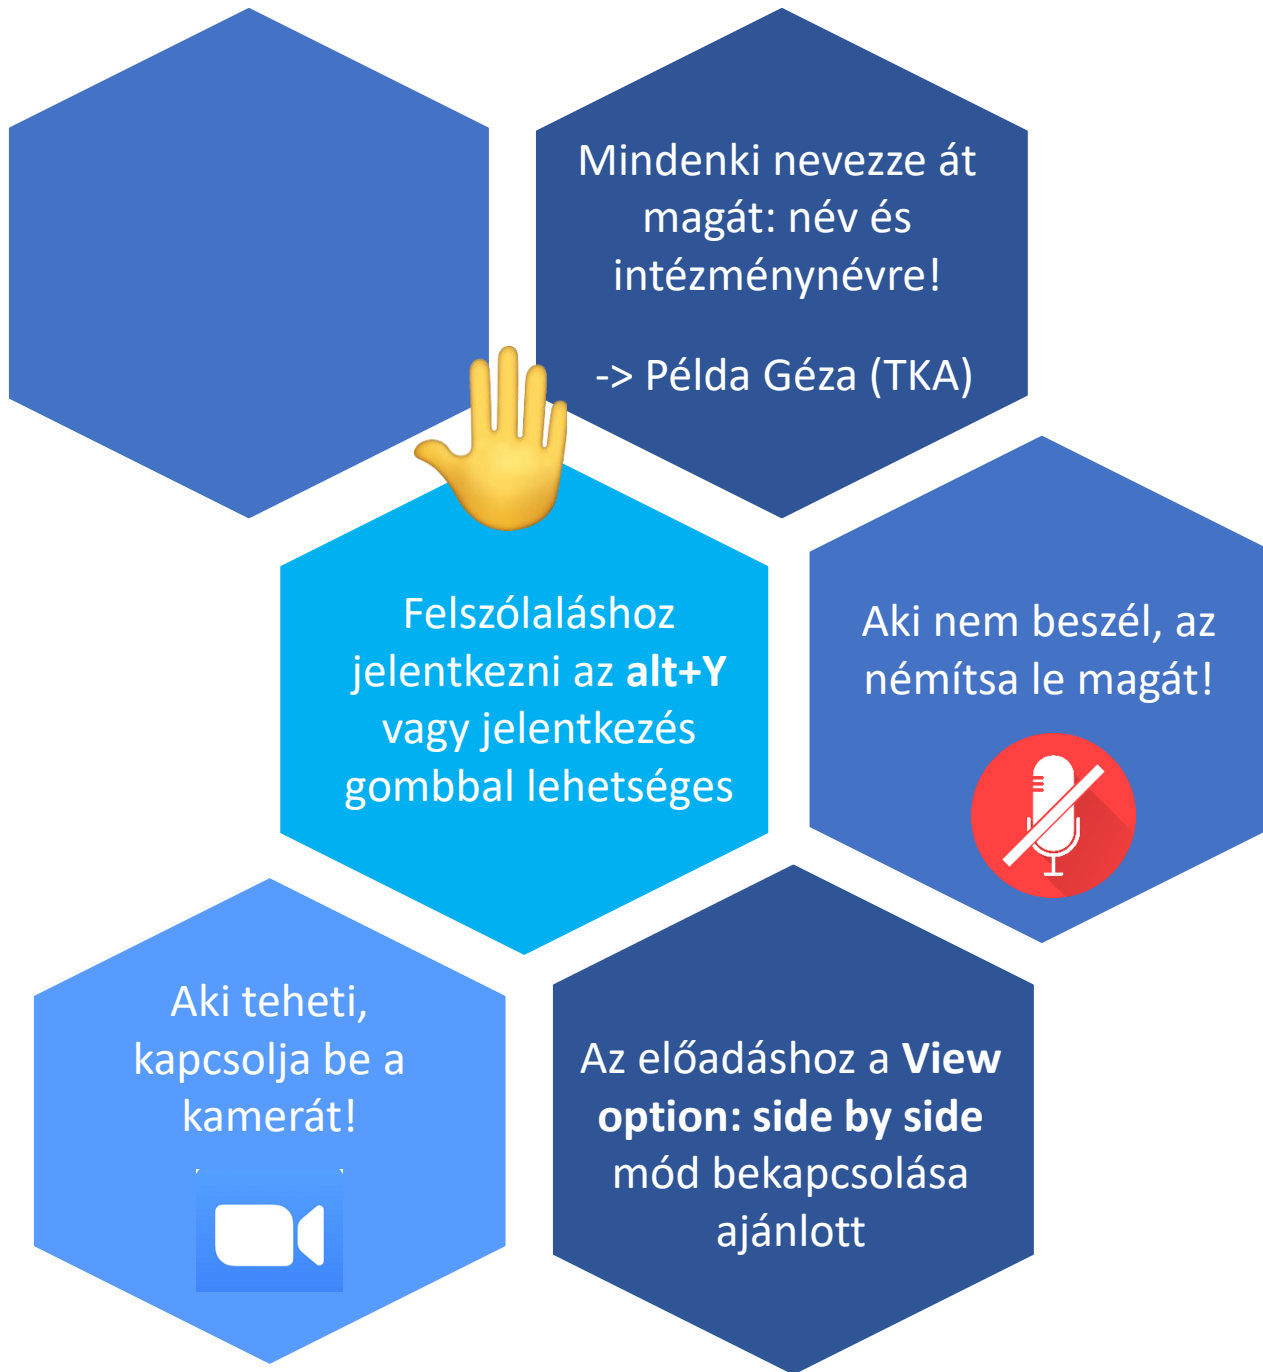 Mindenki nevezze át
magát: név és
intézménynévre!
-> Példa Géza (TKA)
Felszólaláshoz
jelentkezni az alt+Y
vagy jelentkezés
gombbal lehetséges
Aki nem beszél, az
némítsa le magát!
Aki teheti,
kapcsolja be a
kamerát!
Az előadáshoz a View
option: side by side
mód bekapcsolása
ajánlott